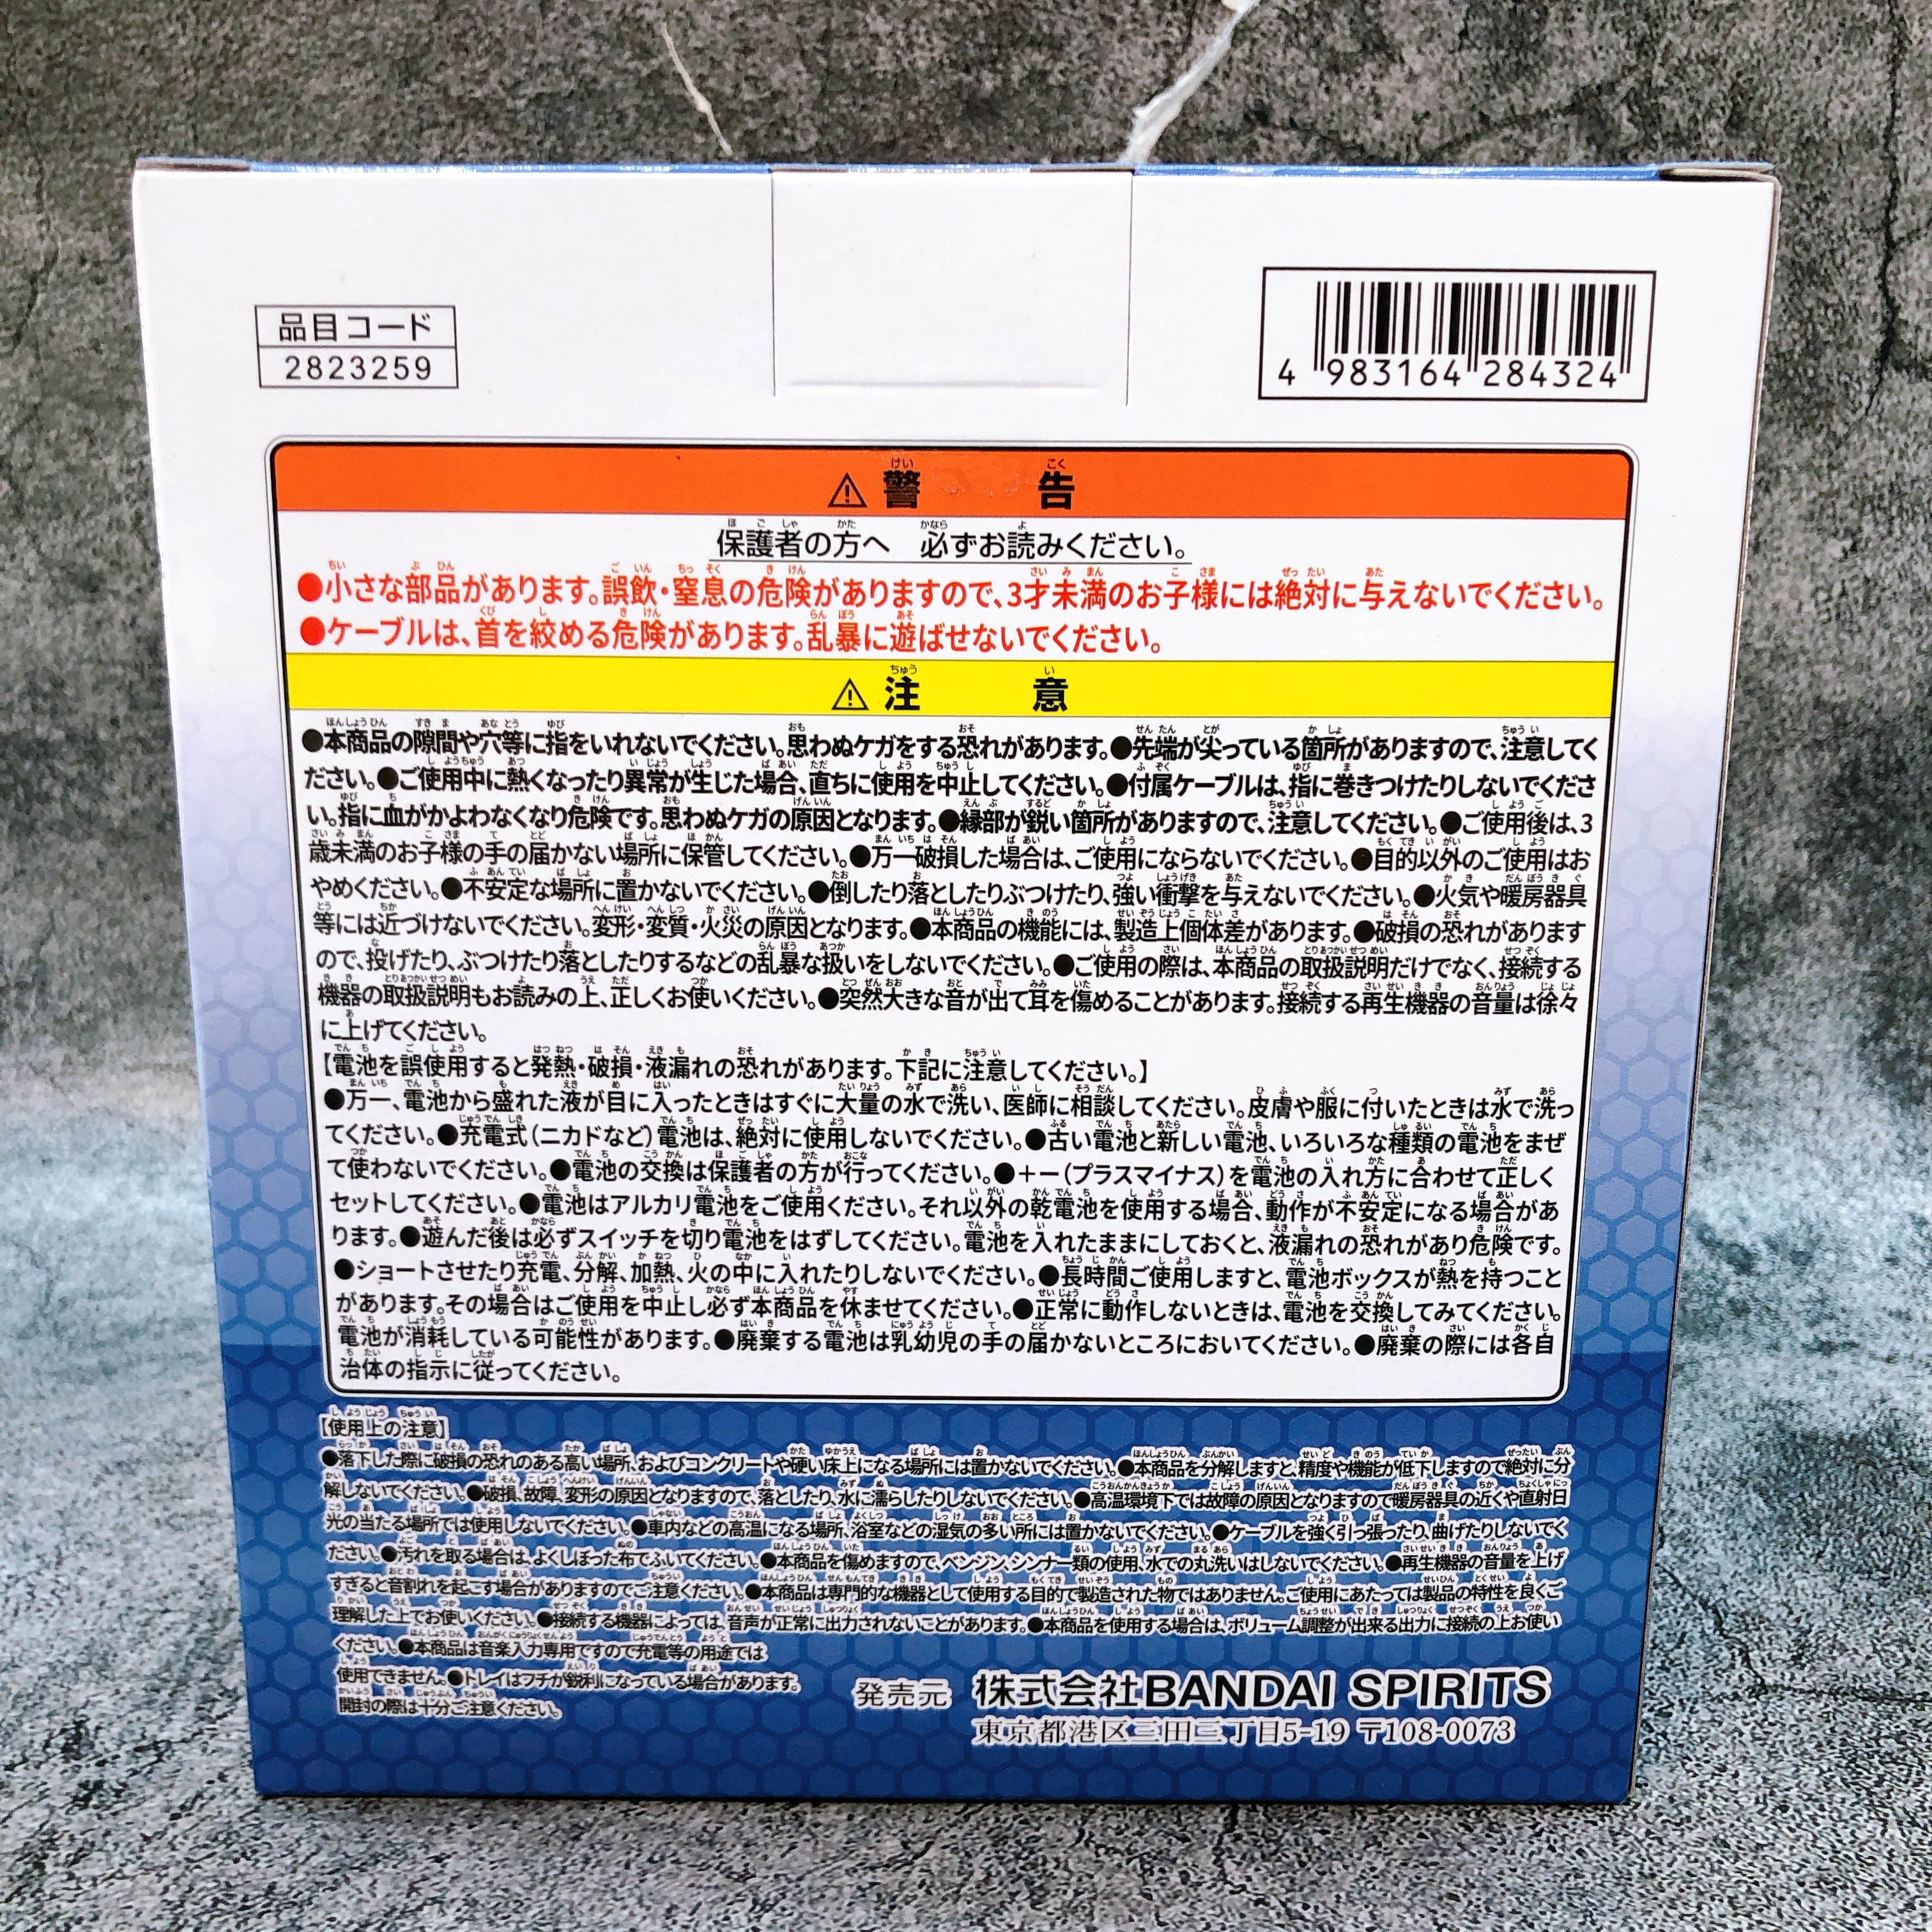 品目コード
2823259
4 983164 284324
⚠警告
保護者の方へ 必ずお読みください。
●小さな部品があります。誤飲・窒息の危険がありますので、3才未満のお子様には絶対に与えないでください。
●ケーブルは、首を絞める危険があります。乱暴に遊ばせないでください。
⚠注意
●本商品の隙間や穴等に指をいれないでください。思わぬケガをする恐れがあります。●先端が尖っている箇所がありますので、注意してく
ださい。●ご使用中に熱くなったり異常が生じた場合、直ちに使用を中止してください。●付属ケーブルは、指に巻きつけたりしないでくださ
い。指に血がかよわなくなり危険です。思わぬケガの原因となります。●縁部が鋭い箇所がありますので、注意してください。●ご使用後は、3
歳未満のお子様の手の届かない場所に保管してください。●万一破損した場合は、ご使用にならないでください。●目的以外のご使用はお
やめください。●不安定な場所に置かないでください。●倒したり落としたりぶつけたり、強い衝撃を与えないでください。●火気や暖房器具
等には近づけないでください。変形・変質・火災の原因となります。●本商品の機能には、製造上個体差があります。●破損の恐れがあります
ので、投げたり、ぶつけたり落としたりするなどの乱暴な扱いをしないでください。●ご使用の際は、本商品の取扱説明だけでなく、接続する
機器の取扱説明もお読みの上、正しくお使いください。●突然大きな音が出て耳を傷めることがあります。接続する再生機器の音量は徐々
に上げてください。
【電池を誤使用すると発熱・破損・液漏れの恐れがあります。下記に注意してください。】
●万一、電池から盛れた液が目に入ったときはすぐに大量の水で洗い、医師に相談してください。皮膚や服に付いたときは水で洗っ
てください。●充電式(ニカドなど)電池は、絶対に使用しないでください。●古い電池と新しい電池、いろいろな種類の電池をまぜ
て使わないでください。●電池の交換は保護者の方が行ってください。●＋－(プラスマイナス)を電池の入れ方に合わせて正しく
セットしてください。●電池はアルカリ電池をご使用ください。それ以外の乾電池を使用する場合、動作が不安定になる場合があ
ります。●遊んだ後は必ずスイッチを切り電池をはずしてください。電池を入れたままにしておくと、液漏れの恐れがあり危険です。
●ショートさせたり充電、分解、加熱、火の中に入れたりしないでください。●長時間ご使用しますと、電池ボックスが熱を持つこと
があります。その場合はご使用を中止し必ず本商品を休ませてください。●正常に動作しないときは、電池を交換してみてください。
電池が消耗している可能性があります。●廃棄する電池は乳幼児の手の届かないところにおいてください。●廃棄の際には各自
治体の指示に従ってください。
【使用上の注意】
●落下した際に破損の恐れのある高い場所、およびコンクリートや硬い床上になる場所には置かないでください。●本商品を分解しますと、精度や機能が低下しますので絶対に分
解しないでください。●破損、故障、変形の原因となりますので、落としたり、水に濡らしたりしないでください。●高温環境下では故障の原因となりますので暖房器具の近くや直射日
光の当たる場所では使用しないでください。●車内などの高温になる場所、浴室などの湿気の多い所には置かないでください。●ケーブルを強く引っ張ったり、曲げたりしないでく
ださい。●汚れを取る場合は、よくしぼった布でふいてください。●本商品を傷めますので、ベンジン、シンナー類の使用、水での丸洗いはしないでください。●再生機器の音量を上げ
すぎると音割れを起こす場合がありますのでご注意ください。●本商品は専門的な機器として使用する目的で製造された物ではありません。ご使用にあたっては製品の特性を良くご
理解した上でお使いください。●接続する機器によっては、音声が正常に出力されないことがあります。●本商品を使用する場合は、ボリューム調整が出来る出力に接続の上お使い
ください。●本商品は音楽入力専用ですので充電等の用途では
使用できません。●トレイはフチが鋭利になっている場合があります。
開封の際は十分ご注意ください。
発売元 株式会社BANDAI SPIRITS
東京都港区三田三丁目5-19 〒108-0073